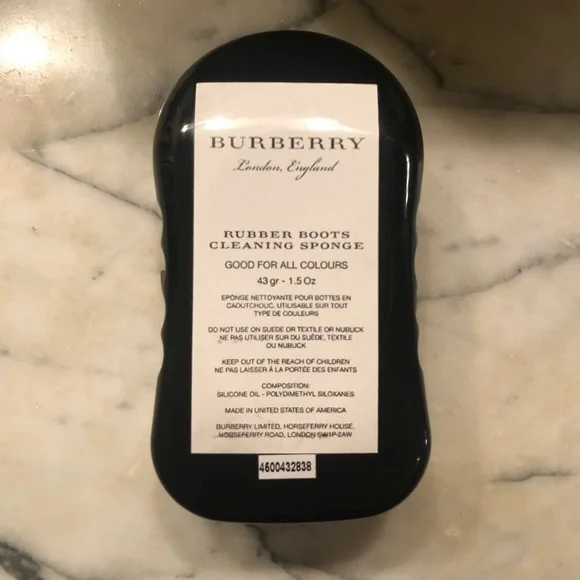 BURBERRY
London, England
RUBBER BOOTS
CLEANING SPONGE
GOOD FOR ALL COLOURS
43 gr - 1.5 Oz
EPONGE NETTOYANTE POUR BOTTES EN
CAOUTCHOUC. UTILISABLE SUR TOUT
TYPE DE COULEURS
DO NOT USE ON SUEDE OR TEXTILE OR NUBUCK
NE PAS UTILISER SUR DU SUÈDE, TEXTILE
OU NUBUCK
KEEP OUT OF THE REACH OF CHILDREN
NE PAS LAISSER À LA PORTÉE DES ENFANTS
COMPOSITION:
SILICONE OIL - POLYDIMETHYL SILOXANES
MADE IN UNITED STATES OF AMERICA
BURBERRY LIMITED, HORSEFERRY HOUSE,
HORSEFERRY ROAD, LONDON SW1P 2AW
4600432838